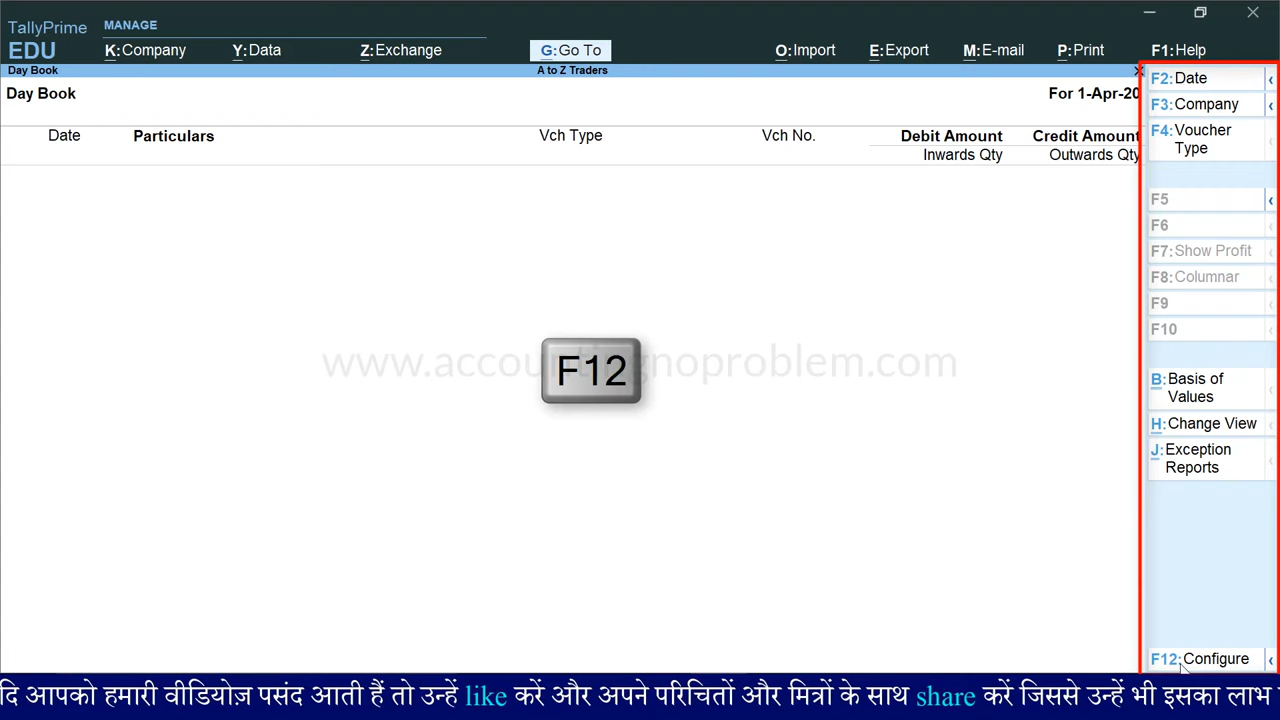 TallyPrime
EDU
MANAGE
K:Company Y:Data Z:Exchange G:Go To O:Import E:Export M:E-mail P:Print F1:Help
Day Book A to Z Traders
Day Book For 1-Apr-20
Date Particulars Vch Type Vch No. Debit Amount Credit Amount
Inwards Qty Outwards Qty
F2:Date
F3:Company
F4:Voucher
Type
F5
F6
F7:Show Profit
F8:Columnar
F9
F10
B:Basis of
Values
H:Change View
J:Exception
Reports
F12:Configure
F12
यदि आपको हमारी वीडियोज़ पसंद आती हैं तो उन्हें like करें और अपने परिचितों और मित्रों के साथ share करें जिससे उन्हें भी इसका लाभ